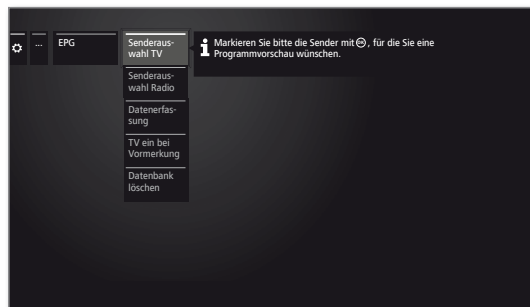 ...
EPG
Senderaus-
wahl TV
Markieren Sie bitte die Sender mit OK, für die Sie eine
Programmvorschau wünschen.
Senderaus-
wahl Radio
Datenerfas-
sung
TV ein bei
Vormerkung
Datenbank
löschen